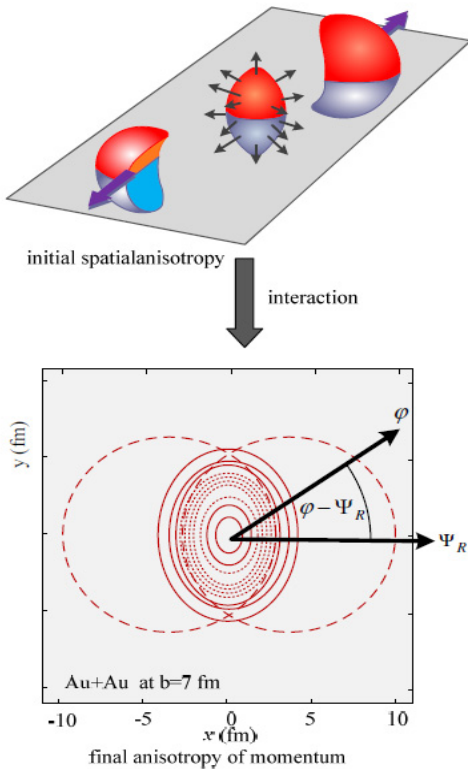 initial spatialanisotropy
interaction
y (fm)
φ
φ − Ψ_R
Ψ_R
Au+Au at b=7 fm
-10 -5 0 5 10
x (fm)
final anisotropy of momentum